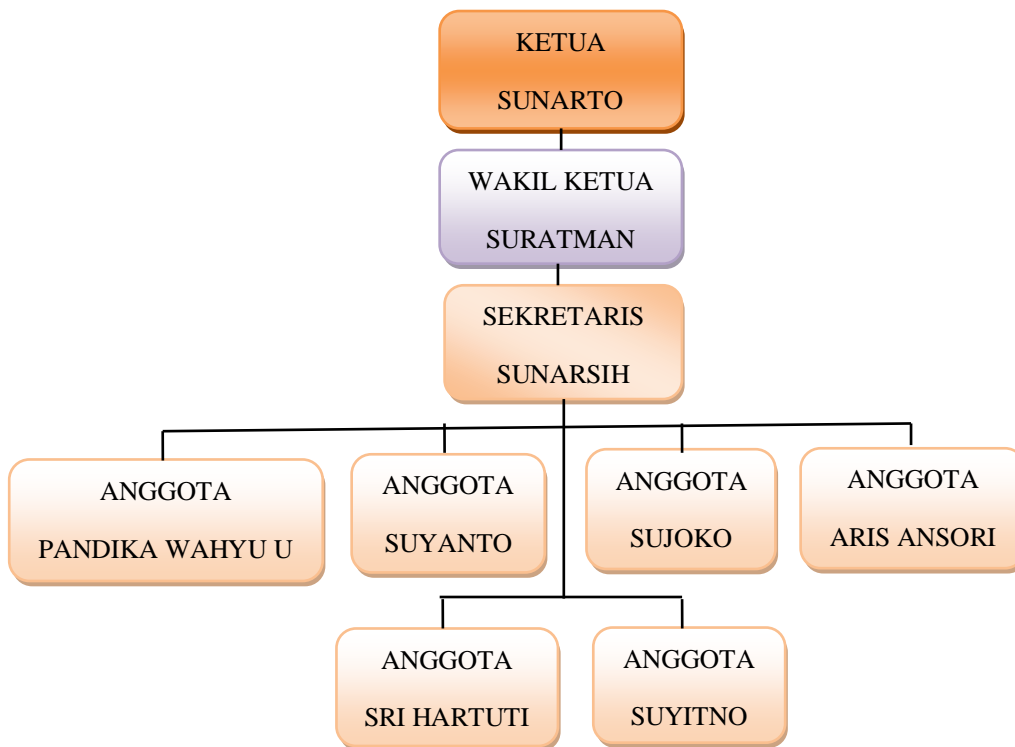 KETUA
SUNARTO
WAKIL KETUA
SURATMAN
SEKRETARIS
SUNARSIH
ANGGOTA
PANDIKA WAHYU U
ANGGOTA
SUYANTO
ANGGOTA
SUJOKO
ANGGOTA
ARIS ANSORI
ANGGOTA
SRI HARTUTI
ANGGOTA
SUYITNO